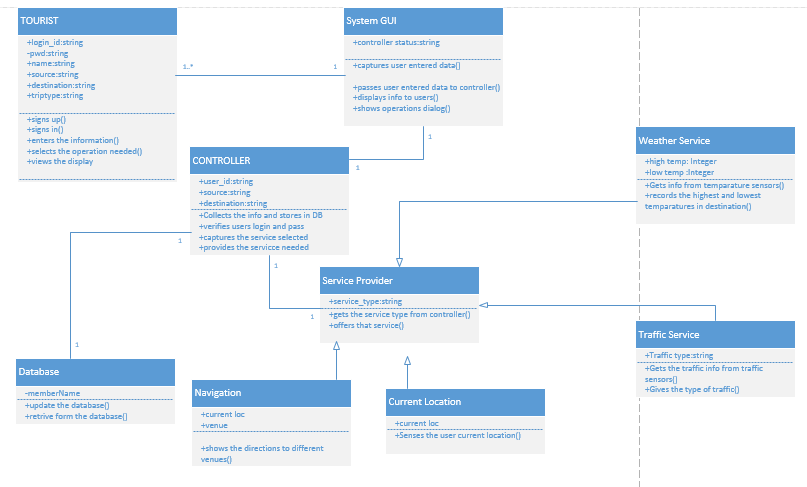 TOURIST
+login_id:string
-pwd:string
+name:string
+source:string
+destination:string
+triptype:string
+signs up()
+signs in()
+enters the information()
+selects the operation needed()
+views the display
1..*
1
System GUI
+controller status:string
+captures user entered data()
+passes user entered data to controller()
+displays info to users()
+shows operations dialog()
1
1
CONTROLLER
+user_id:string
+source:string
+destination:string
+Collects the info and stores in DB
+verifies users login and pass
+captures the service selected
+provides the servicce needed
1
1
1
1
Weather Service
+high temp: Integer
+low temp :Integer
+Gets info from temparature sensors()
+records the highest and lowest
temparatures in destination()
Service Provider
+service_type:string
+gets the service type from controller()
+offers that service()
Traffic Service
+Traffic type:string
+Gets the traffic info from traffic
sensors()
+Gives the type of traffic()
Database
-memberName
+update the database()
+retrive form the database()
Navigation
+current loc
+venue
+shows the directions to different
venues()
Current Location
+current loc
+Senses the user current location()